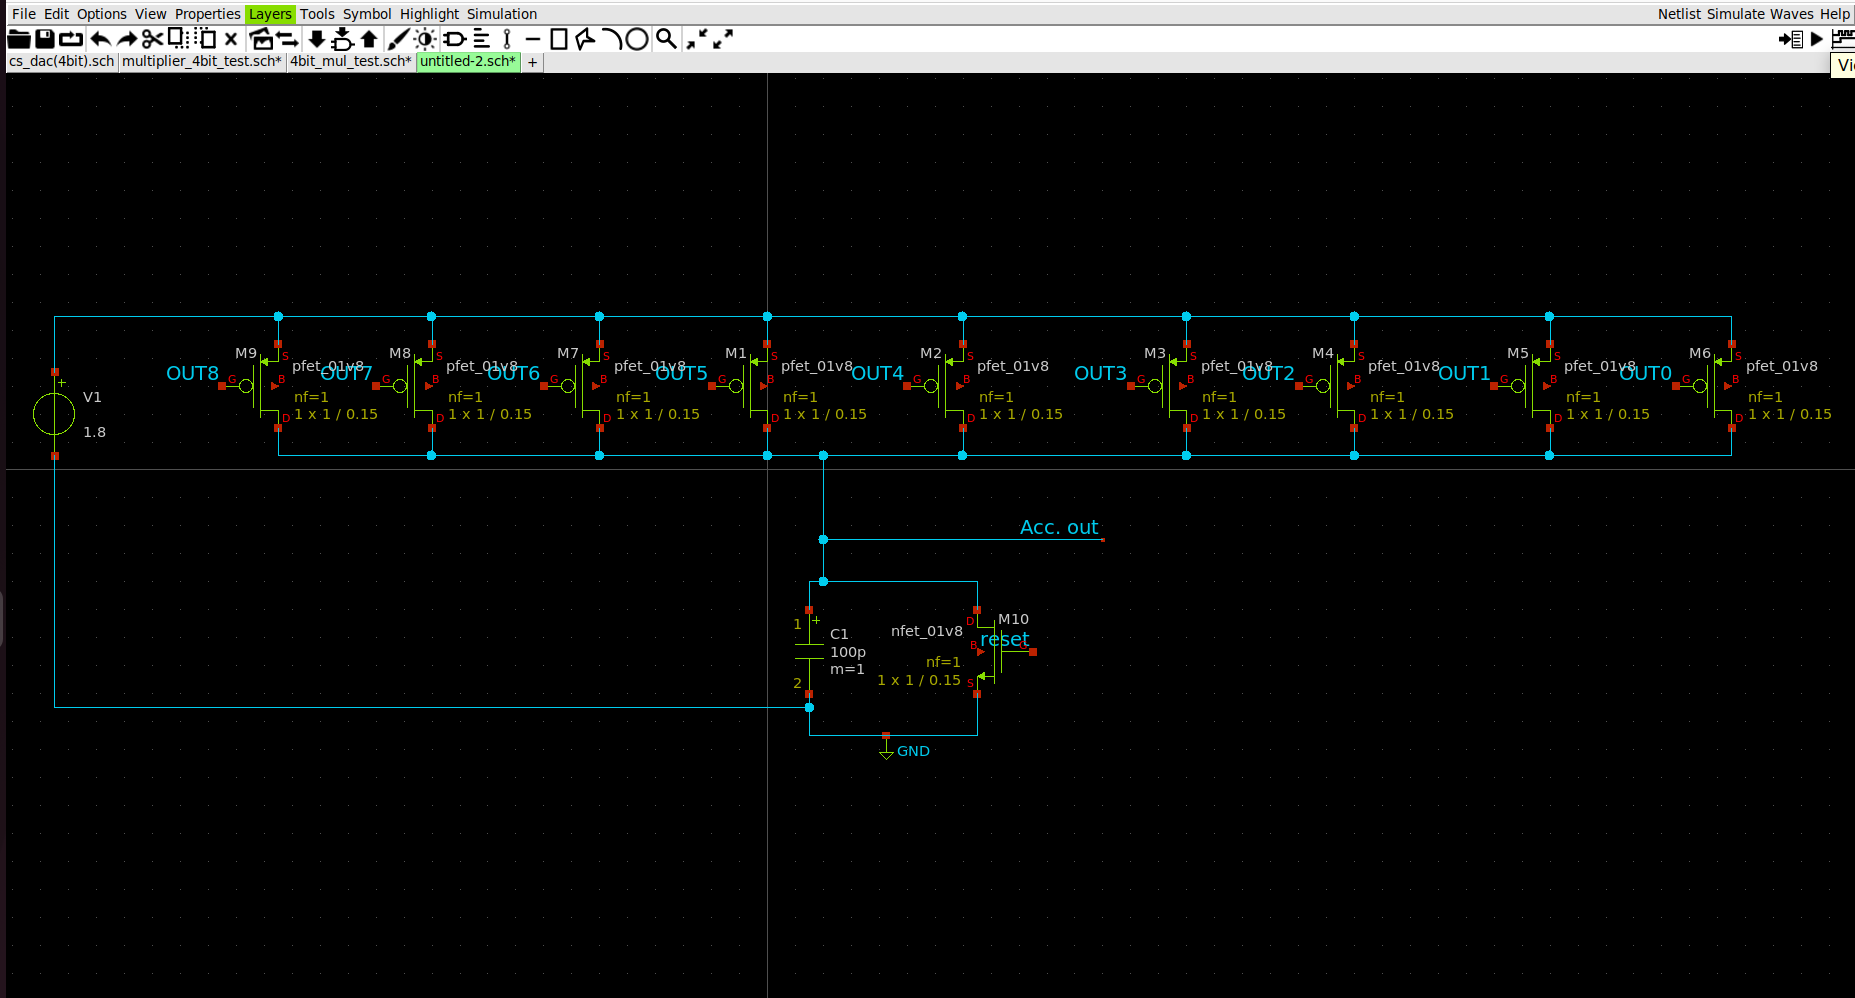 File Edit Options View Properties Layers Tools Symbol Highlight Simulation Netlist Simulate Waves Help
cs_dac(4bit).sch multiplier_4bit_test.sch* 4bit_mul_test.sch* untitled-2.sch* +
M9 S M8 S M7 S M1 S M2 S M3 S M4 S M5 S M6 S
OUT8 pfet_01v8 OUT7 pfet_01v8 OUT6 pfet_01v8 OUT5 pfet_01v8 OUT4 pfet_01v8 OUT3 pfet_01v8 OUT2 pfet_01v8 OUT1 pfet_01v8 OUT0 pfet_01v8
G B G B G B G B G B G B G B G B G B
+
V1 nf=1 nf=1 nf=1 nf=1 nf=1 nf=1 nf=1 nf=1 nf=1
D 1 x 1 / 0.15 D 1 x 1 / 0.15 D 1 x 1 / 0.15 D 1 x 1 / 0.15 D 1 x 1 / 0.15 D 1 x 1 / 0.15 D 1 x 1 / 0.15 D 1 x 1 / 0.15 D 1 x 1 / 0.15
1.8
Acc. out
1 + D M10
C1 nfet_01v8 reset
B
100p
m=1 nf=1
2 1 x 1 / 0.15 S
GND